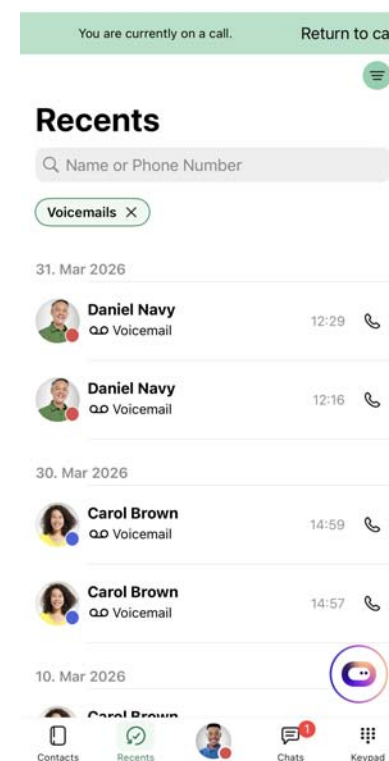 You are currently on a call. Return to ca
Recents
Name or Phone Number
Voicemails
31. Mar 2026
Daniel Navy
Voicemail
12:29
Daniel Navy
Voicemail
12:16
30. Mar 2026
Carol Brown
Voicemail
14:59
Carol Brown
Voicemail
14:57
10. Mar 2026
Carol Brown
1
Contacts
Recents
Chats
Keypad